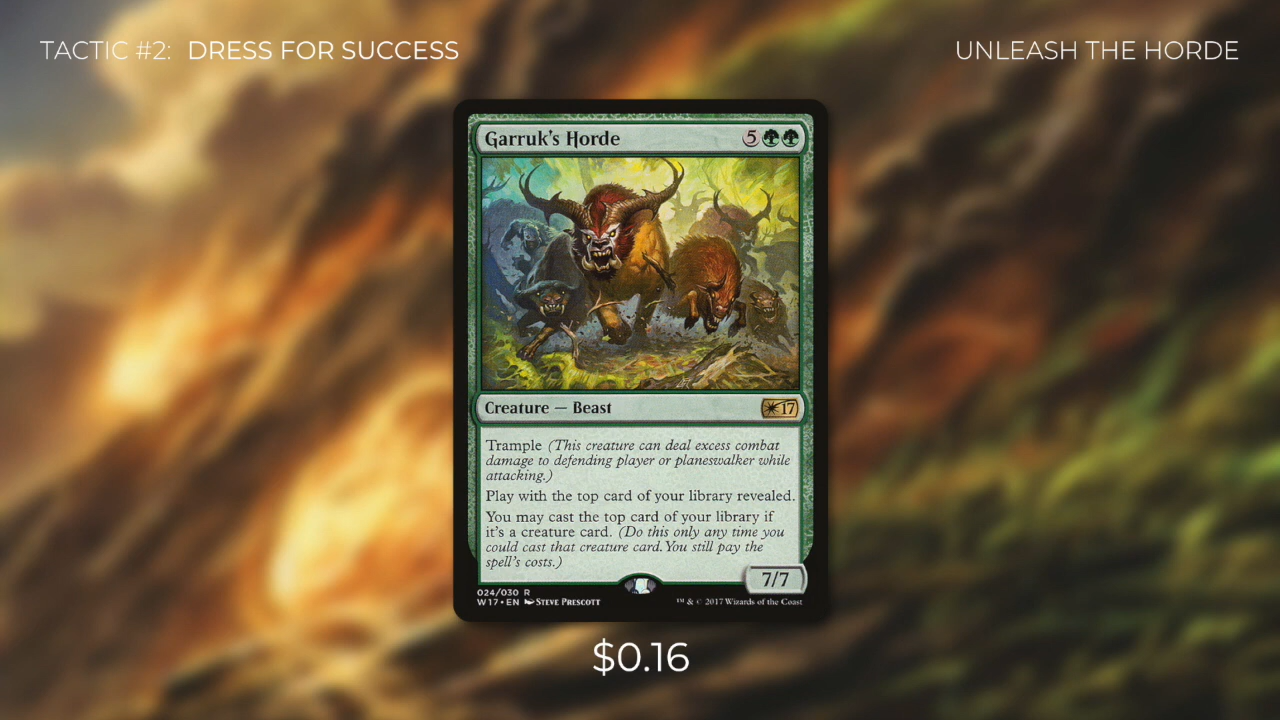 TACTIC #2: DRESS FOR SUCCESS
UNLEASH THE HORDE
Garruk's Horde 5
Creature — Beast
17
Trample (This creature can deal excess combat
damage to defending player or planeswalker while
attacking.)
Play with the top card of your library revealed.
You may cast the top card of your library if
it's a creature card. (Do this only any time you
could cast that creature card. You still pay the
spell's costs.)
7/7
024/030 R
W17 • EN STEVE PRESCOTT
™ & © 2017 Wizards of the Coast
$0.16